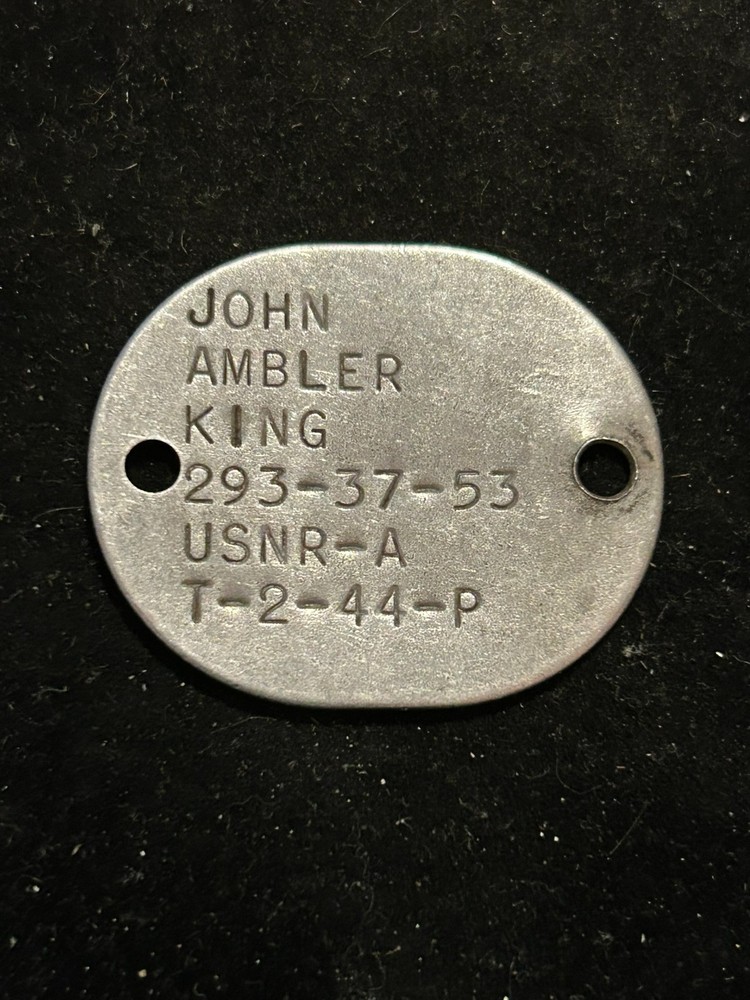 JOHN
AMBLER
KING
293-37-53
USNR-A
T-2-44-P